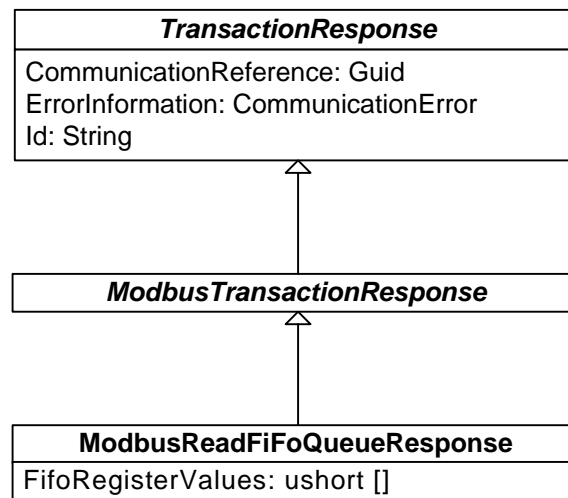 TransactionResponse
CommunicationReference: Guid
ErrorInformation: CommunicationError
Id: String
ModbusTransactionResponse
ModbusReadFiFoQueueResponse
FifoRegisterValues: ushort []